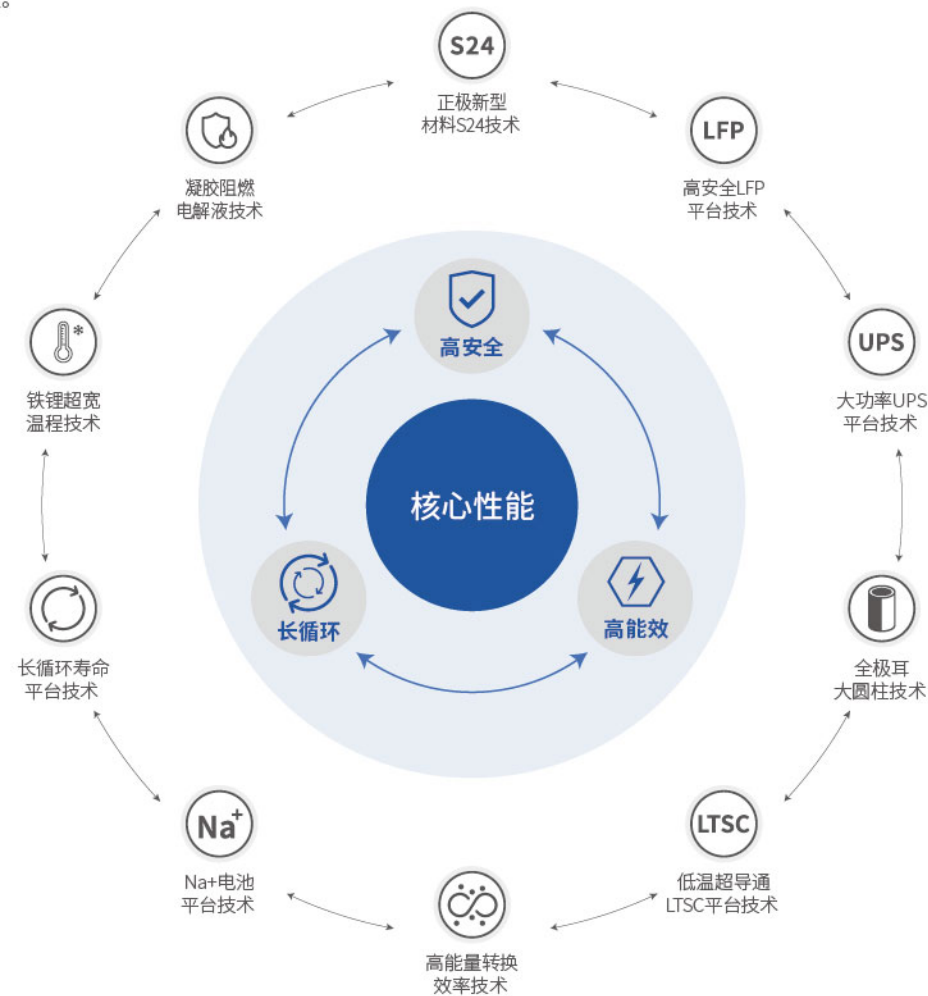 。
S24
正极新型
材料S24技术
LFP
高安全LFP
平台技术
UPS
大功率UPS
平台技术
全极耳
大圆柱技术
LTSC
低温超导通
LTSC平台技术
高能量转换
效率技术
Na+
Na+电池
平台技术
长循环寿命
平台技术
铁锂超宽
温程技术
凝胶阻燃
电解液技术
高安全
核心性能
长循环
高能效